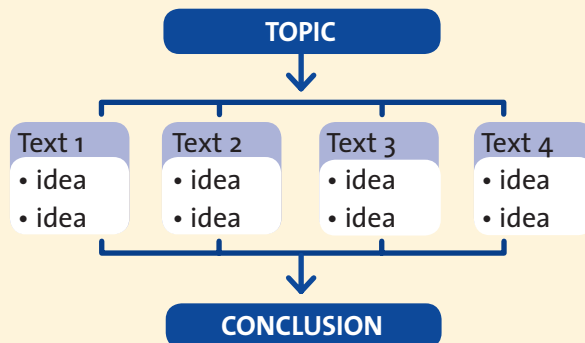 TOPIC
Text 1
• idea
• idea
Text 2
• idea
• idea
Text 3
• idea
• idea
Text 4
• idea
• idea
CONCLUSION